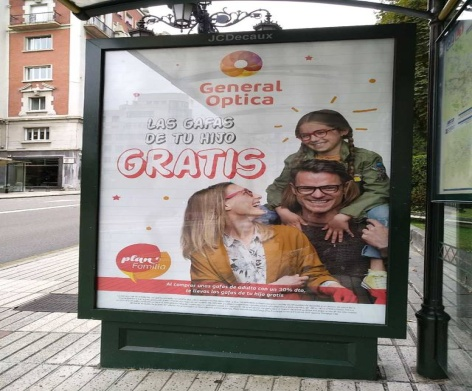 JCDecaux
General
Optica
LAS GAFAS
DE TU HIJO
GRATIS
plan
Familia
Al comprar unas gafas de adulto con un 30% dto,
te llevas las gafas de tu hijo gratis